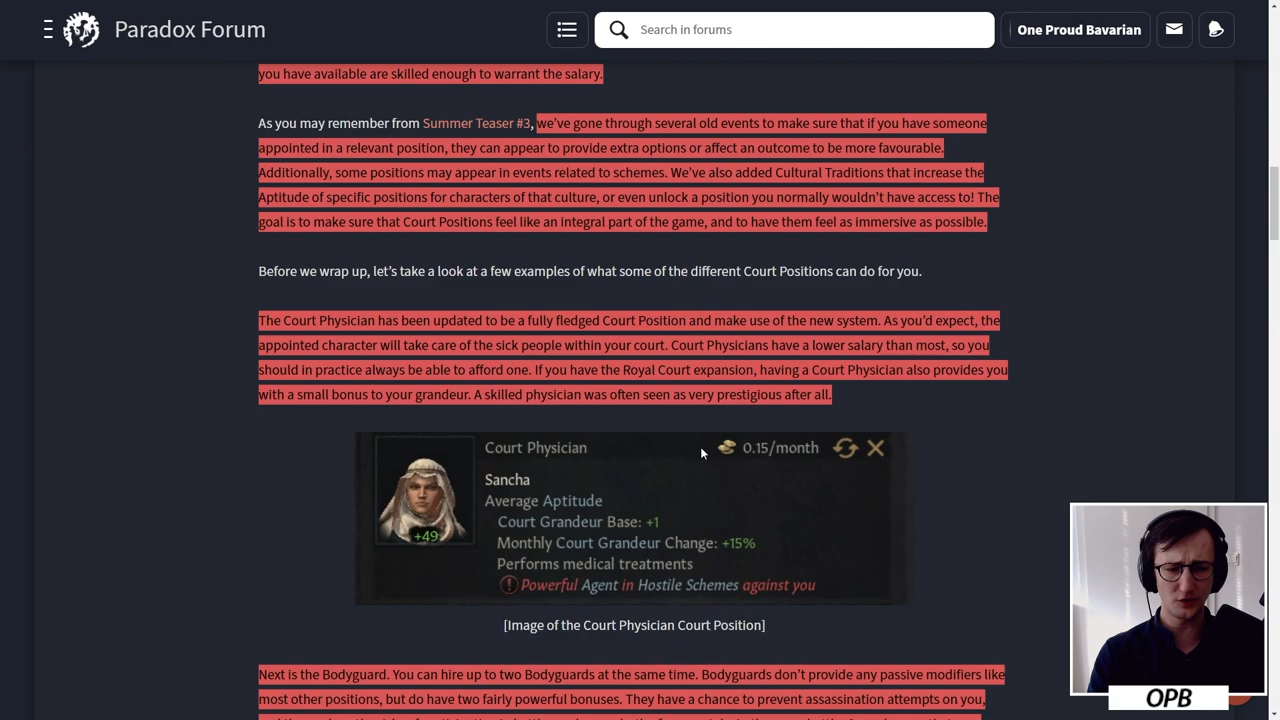 Paradox Forum
Search in forums
One Proud Bavarian
you have available are skilled enough to warrant the salary.
As you may remember from Summer Teaser #3, we've gone through several old events to make sure that if you have someone
appointed in a relevant position, they can appear to provide extra options or affect an outcome to be more favourable.
Additionally, some positions may appear in events related to schemes. We've also added Cultural Traditions that increase the
Aptitude of specific positions for characters of that culture, or even unlock a position you normally wouldn't have access to! The
goal is to make sure that Court Positions feel like an integral part of the game, and to have them feel as immersive as possible.
Before we wrap up, let's take a look at a few examples of what some of the different Court Positions can do for you.
The Court Physician has been updated to be a fully fledged Court Position and make use of the new system. As you'd expect, the
appointed character will take care of the sick people within your court. Court Physicians have a lower salary than most, so you
should in practice always be able to afford one. If you have the Royal Court expansion, having a Court Physician also provides you
with a small bonus to your grandeur. A skilled physician was often seen as very prestigious after all.
Court Physician 0.15/month
Sancha
Average Aptitude
Court Grandeur Base: +1
+49
Monthly Court Grandeur Change: +15%
Performs medical treatments
Powerful Agent in Hostile Schemes against you
[Image of the Court Physician Court Position]
Next is the Bodyguard. You can hire up to two Bodyguards at the same time. Bodyguards don't provide any passive modifiers like
most other positions, but do have two fairly powerful bonuses. They have a chance to prevent assassination attempts on you,
OPB